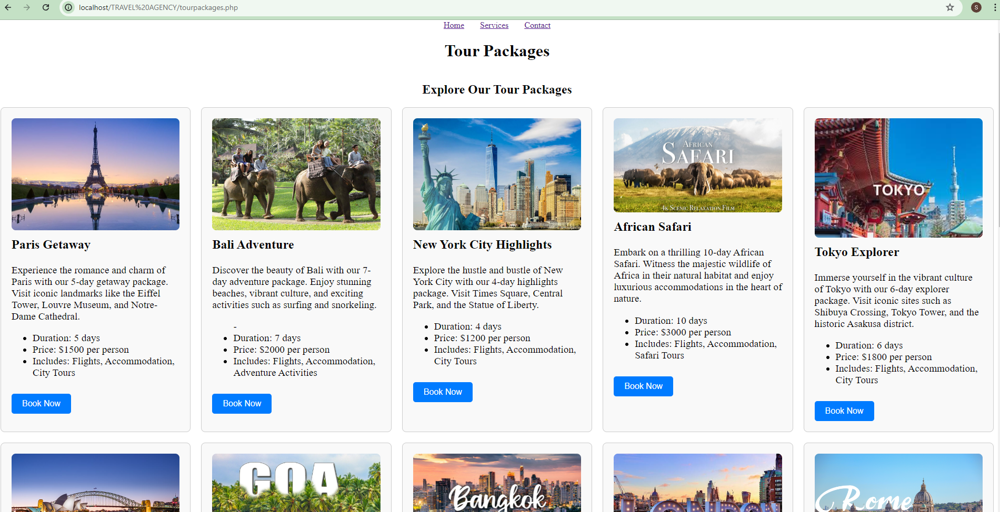 localhost/TRAVEL%20AGENCY/tourpackages.php
S
Home Services Contact
Tour Packages
Explore Our Tour Packages
Paris Getaway
Experience the romance and charm of
Paris with our 5-day getaway package.
Visit iconic landmarks like the Eiffel
Tower, Louvre Museum, and Notre-
Dame Cathedral.
Duration: 5 days
Price: $1500 per person
Includes: Flights, Accommodation,
City Tours
Book Now
Bali Adventure
Discover the beauty of Bali with our 7-
day adventure package. Enjoy stunning
beaches, vibrant culture, and exciting
activities such as surfing and snorkeling.
-
Duration: 7 days
Price: $2000 per person
Includes: Flights, Accommodation,
Adventure Activities
Book Now
New York City Highlights
Explore the hustle and bustle of New
York City with our 4-day highlights
package. Visit Times Square, Central
Park, and the Statue of Liberty.
Duration: 4 days
Price: $1200 per person
Includes: Flights, Accommodation,
City Tours
Book Now
AFRICAN
SAFARI
4K SCENIC RELAXATION FILM
African Safari
Embark on a thrilling 10-day African
Safari. Witness the majestic wildlife of
Africa in their natural habitat and enjoy
luxurious accommodations in the heart of
nature.
Duration: 10 days
Price: $3000 per person
Includes: Flights, Accommodation,
Safari Tours
Book Now
TOKYO
Tokyo Explorer
Immerse yourself in the vibrant culture
of Tokyo with our 6-day explorer
package. Visit iconic sites such as
Shibuya Crossing, Tokyo Tower, and the
historic Asakusa district.
Duration: 6 days
Price: $1800 per person
Includes: Flights, Accommodation,
City Tours
Book Now
GOA
Bangkok
LONDON
Rome